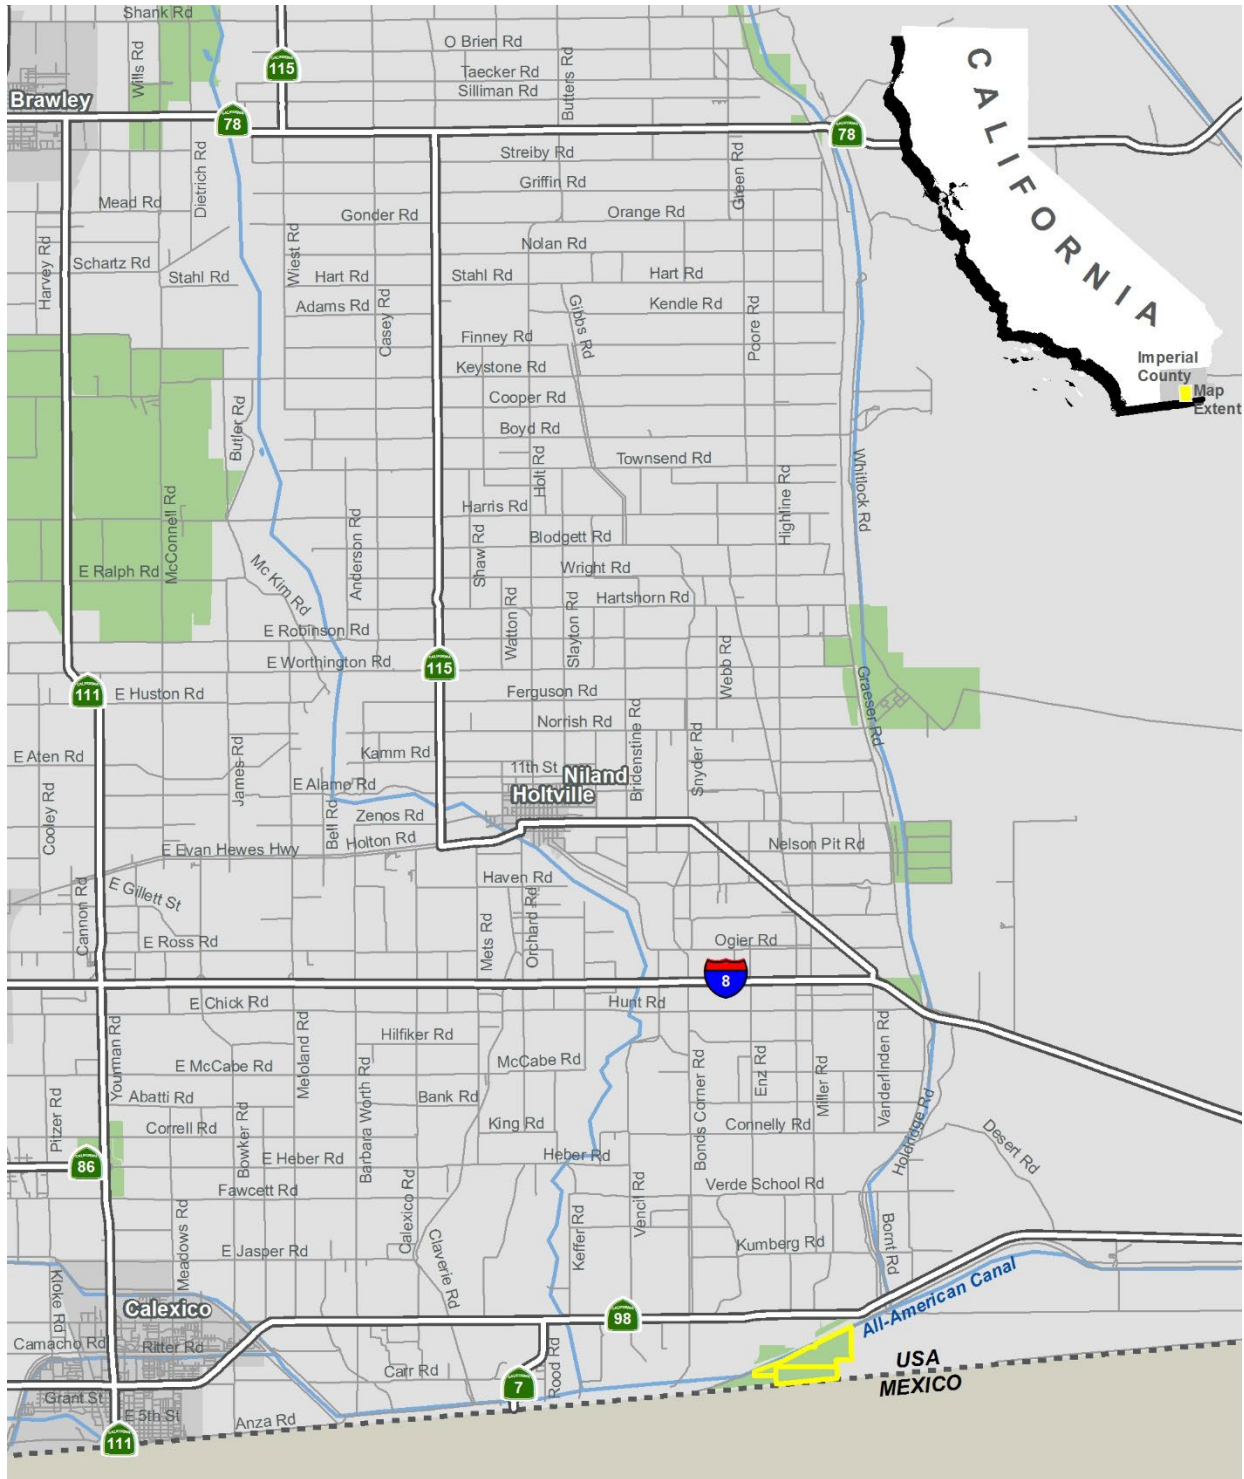 Shank Rd
Wills Rd
115
O Brien Rd
Taecker Rd
Silliman Rd
Butters Rd
Brawley
78
78
CALIFORNIA
Dietrich Rd
Streiby Rd
Griffin Rd
Green Rd
Mead Rd
Gonder Rd
Orange Rd
Harvey Rd
Wiest Rd
Nolan Rd
Schartz Rd
Stahl Rd
Hart Rd
Stahl Rd
Hart Rd
Adams Rd
Casey Rd
Gibbs Rd
Kendle Rd
Poore Rd
Finney Rd
Keystone Rd
Imperial
County
Map
Extent
Cooper Rd
Butler Rd
Boyd Rd
Holt Rd
Townsend Rd
Whitlock Rd
McConnell Rd
Harris Rd
Highline Rd
Anderson Rd
Shaw Rd
Blodgett Rd
E Ralph Rd
Mc Kim Rd
Wright Rd
Hartshorn Rd
Watton Rd
Slayton Rd
E Robinson Rd
E Worthington Rd
115
Webb Rd
111
E Huston Rd
Ferguson Rd
Graeser Rd
Norrish Rd
Bridenstine Rd
Snyder Rd
E Aten Rd
James Rd
Kamm Rd
11th St
Niland
Holtville
E Alamo Rd
Cooley Rd
Bell Rd
Zenos Rd
Holton Rd
E Evan Hewes Hwy
Nelson Pit Rd
E Gillett St
Haven Rd
Cannon Rd
Mets Rd
Orchard Rd
E Ross Rd
Ogier Rd
8
E Chick Rd
Hunt Rd
Yourman Rd
Meloland Rd
Hilfiker Rd
E McCabe Rd
McCabe Rd
Bonds Corner Rd
Enz Rd
Miller Rd
Vanderlinden Rd
Pitzer Rd
Abatti Rd
Barbara Worth Rd
Bank Rd
Correll Rd
Bowker Rd
King Rd
Connelly Rd
Holdridge Rd
Desert Rd
86
E Heber Rd
Heber Rd
Fawcett Rd
Calexico Rd
Verde School Rd
Vencil Rd
Keffer Rd
Meadows Rd
E Jasper Rd
Claverie Rd
Kumberg Rd
Bornt Rd
Kloke Rd
Calexico
98
All-American Canal
Camacho Rd
Ritter Rd
Rood Rd
Carr Rd
7
USA
MEXICO
Grant St
E 5th St
Anza Rd
111